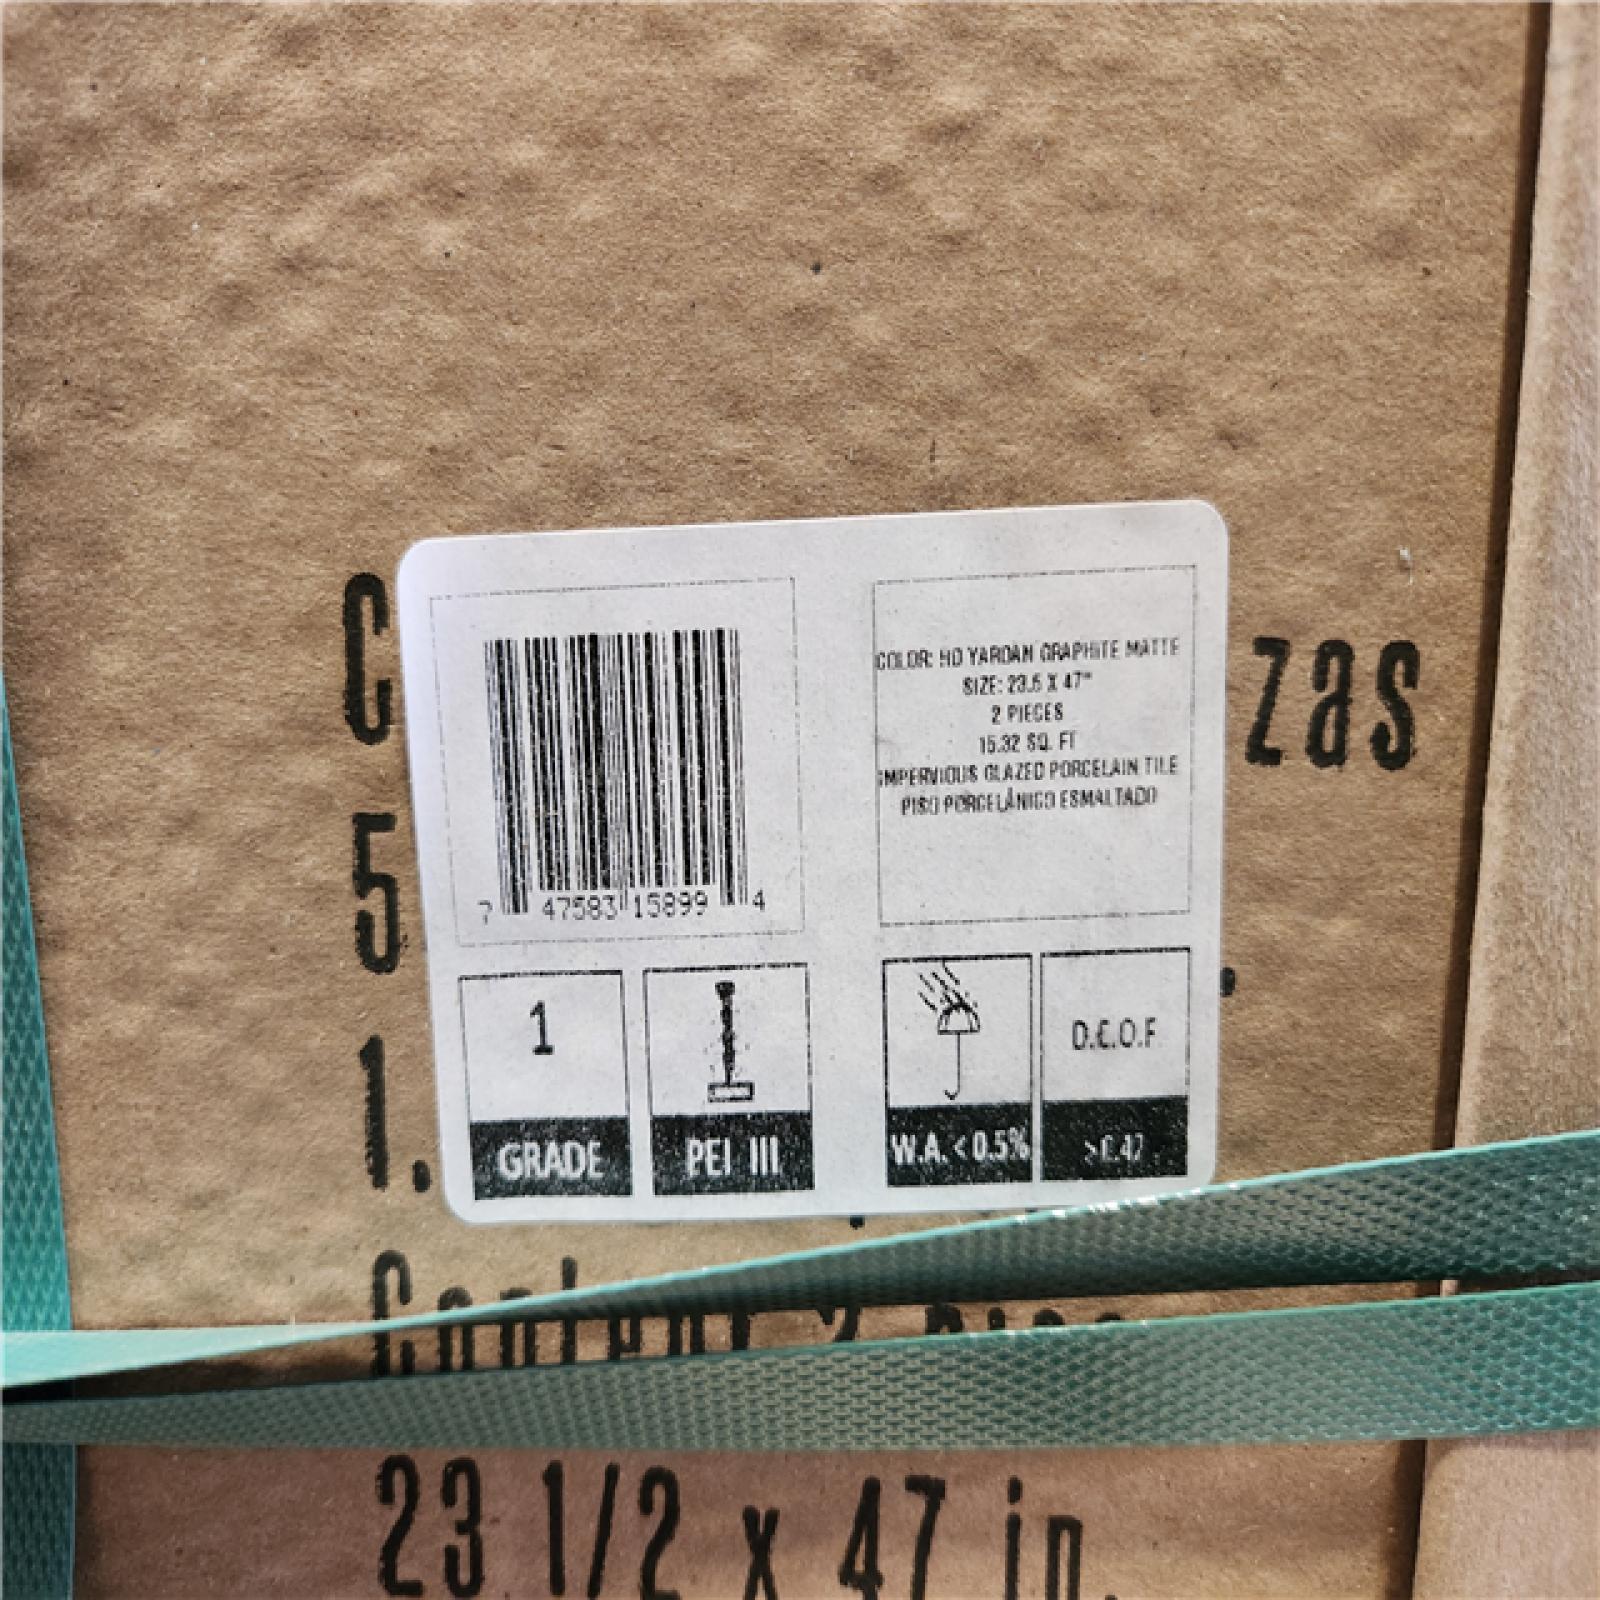 zas
7 47583 15899 4
COLOR: HD YARDAN GRAPHITE MATTE
SIZE: 23.5 X 47"
2 PIECES
15.32 SQ. FT
IMPERVIOUS GLAZED PORCELAIN TILE
PISO PORCELÁNICO ESMALTADO
5
1
GRADE
PEI III
W.A. < 0.5%
D.C.O.F
1.
23 1/2 x 47 in.